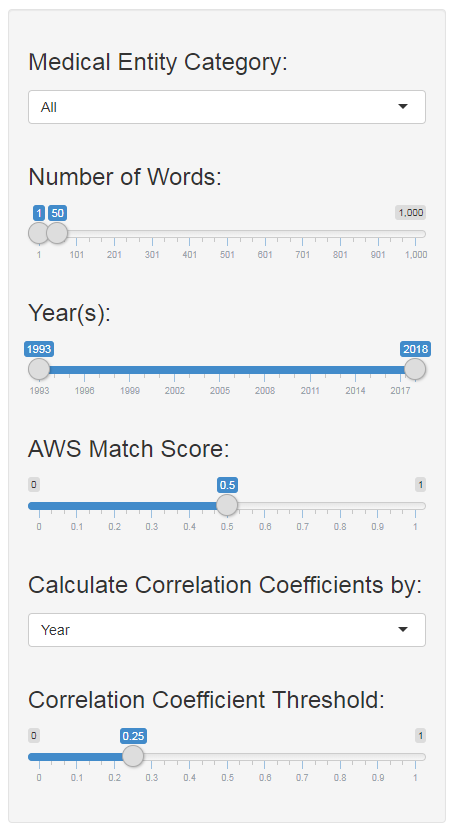 Medical Entity Category:
All
Number of Words:
1 50 1,000
1 101 201 301 401 501 601 701 801 901 1,000
Year(s):
1993 2018
1993 1996 1999 2002 2005 2008 2011 2014 2017
AWS Match Score:
0 0.5 1
0 0.1 0.2 0.3 0.4 0.5 0.6 0.7 0.8 0.9 1
Calculate Correlation Coefficients by:
Year
Correlation Coefficient Threshold:
0 0.25 1
0 0.1 0.2 0.3 0.4 0.5 0.6 0.7 0.8 0.9 1